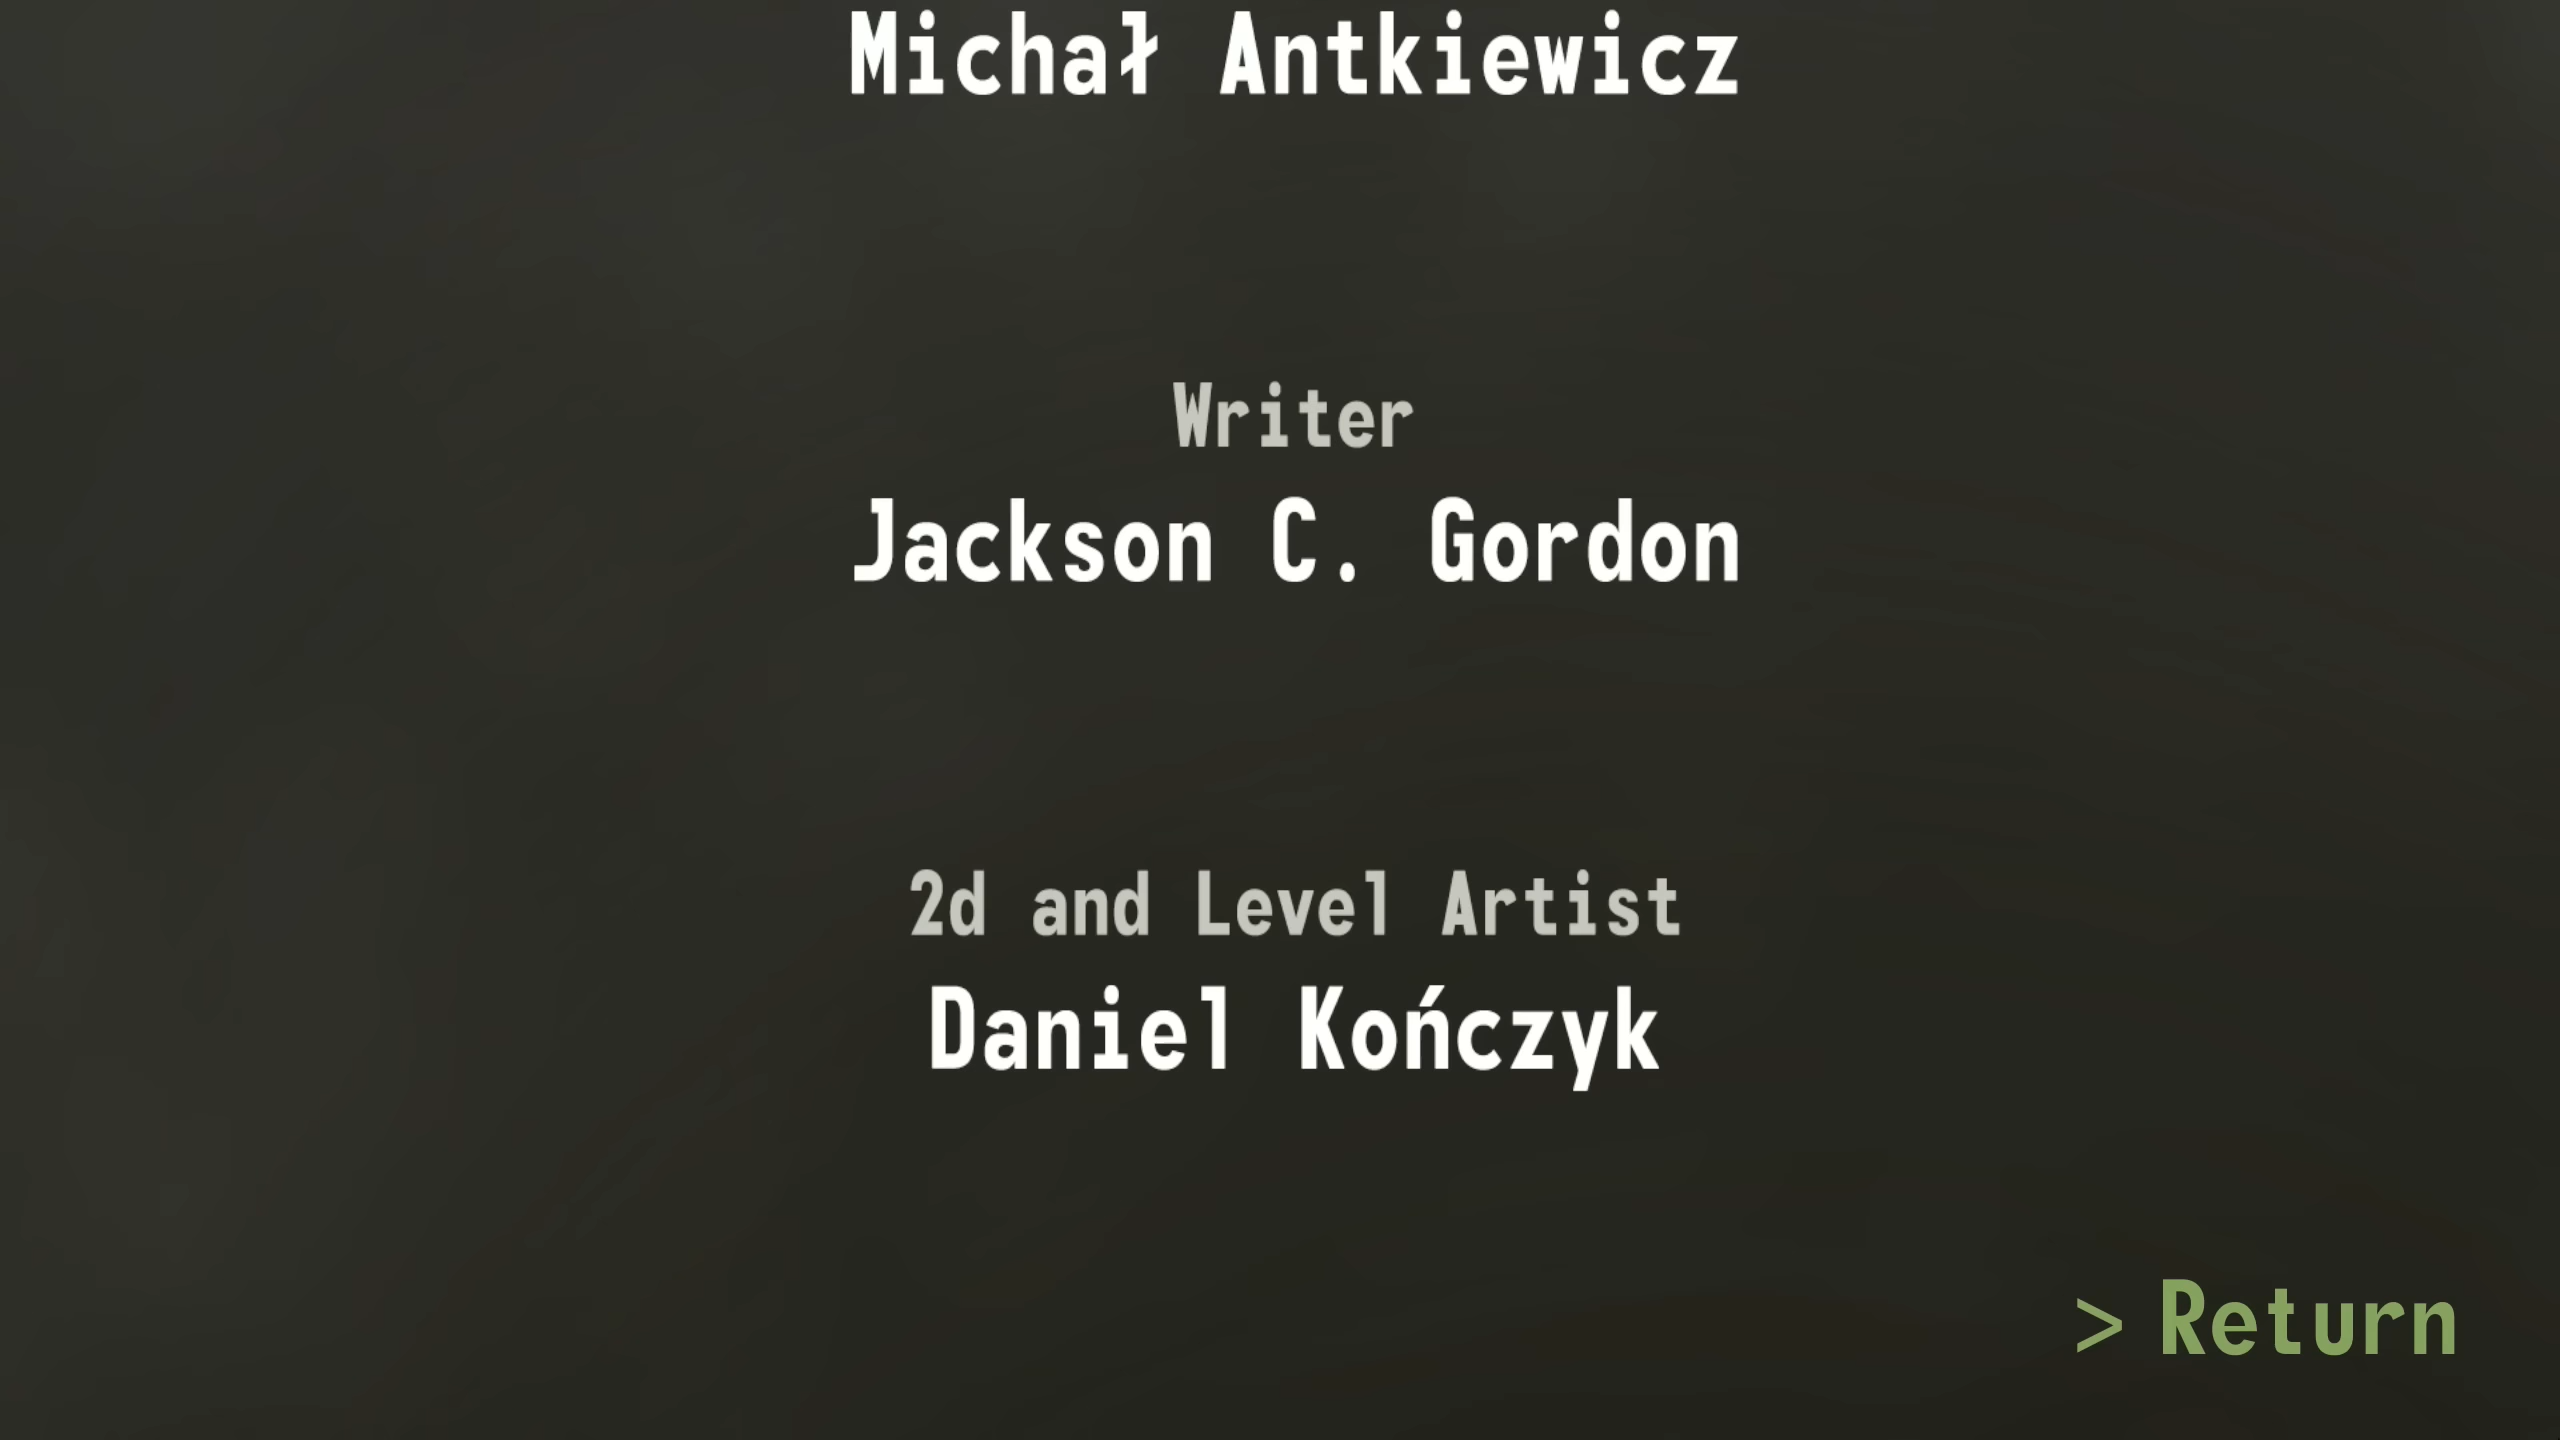 Michał Antkiewicz
Writer
Jackson C. Gordon
2d and Level Artist
Daniel Kończyk
> Return